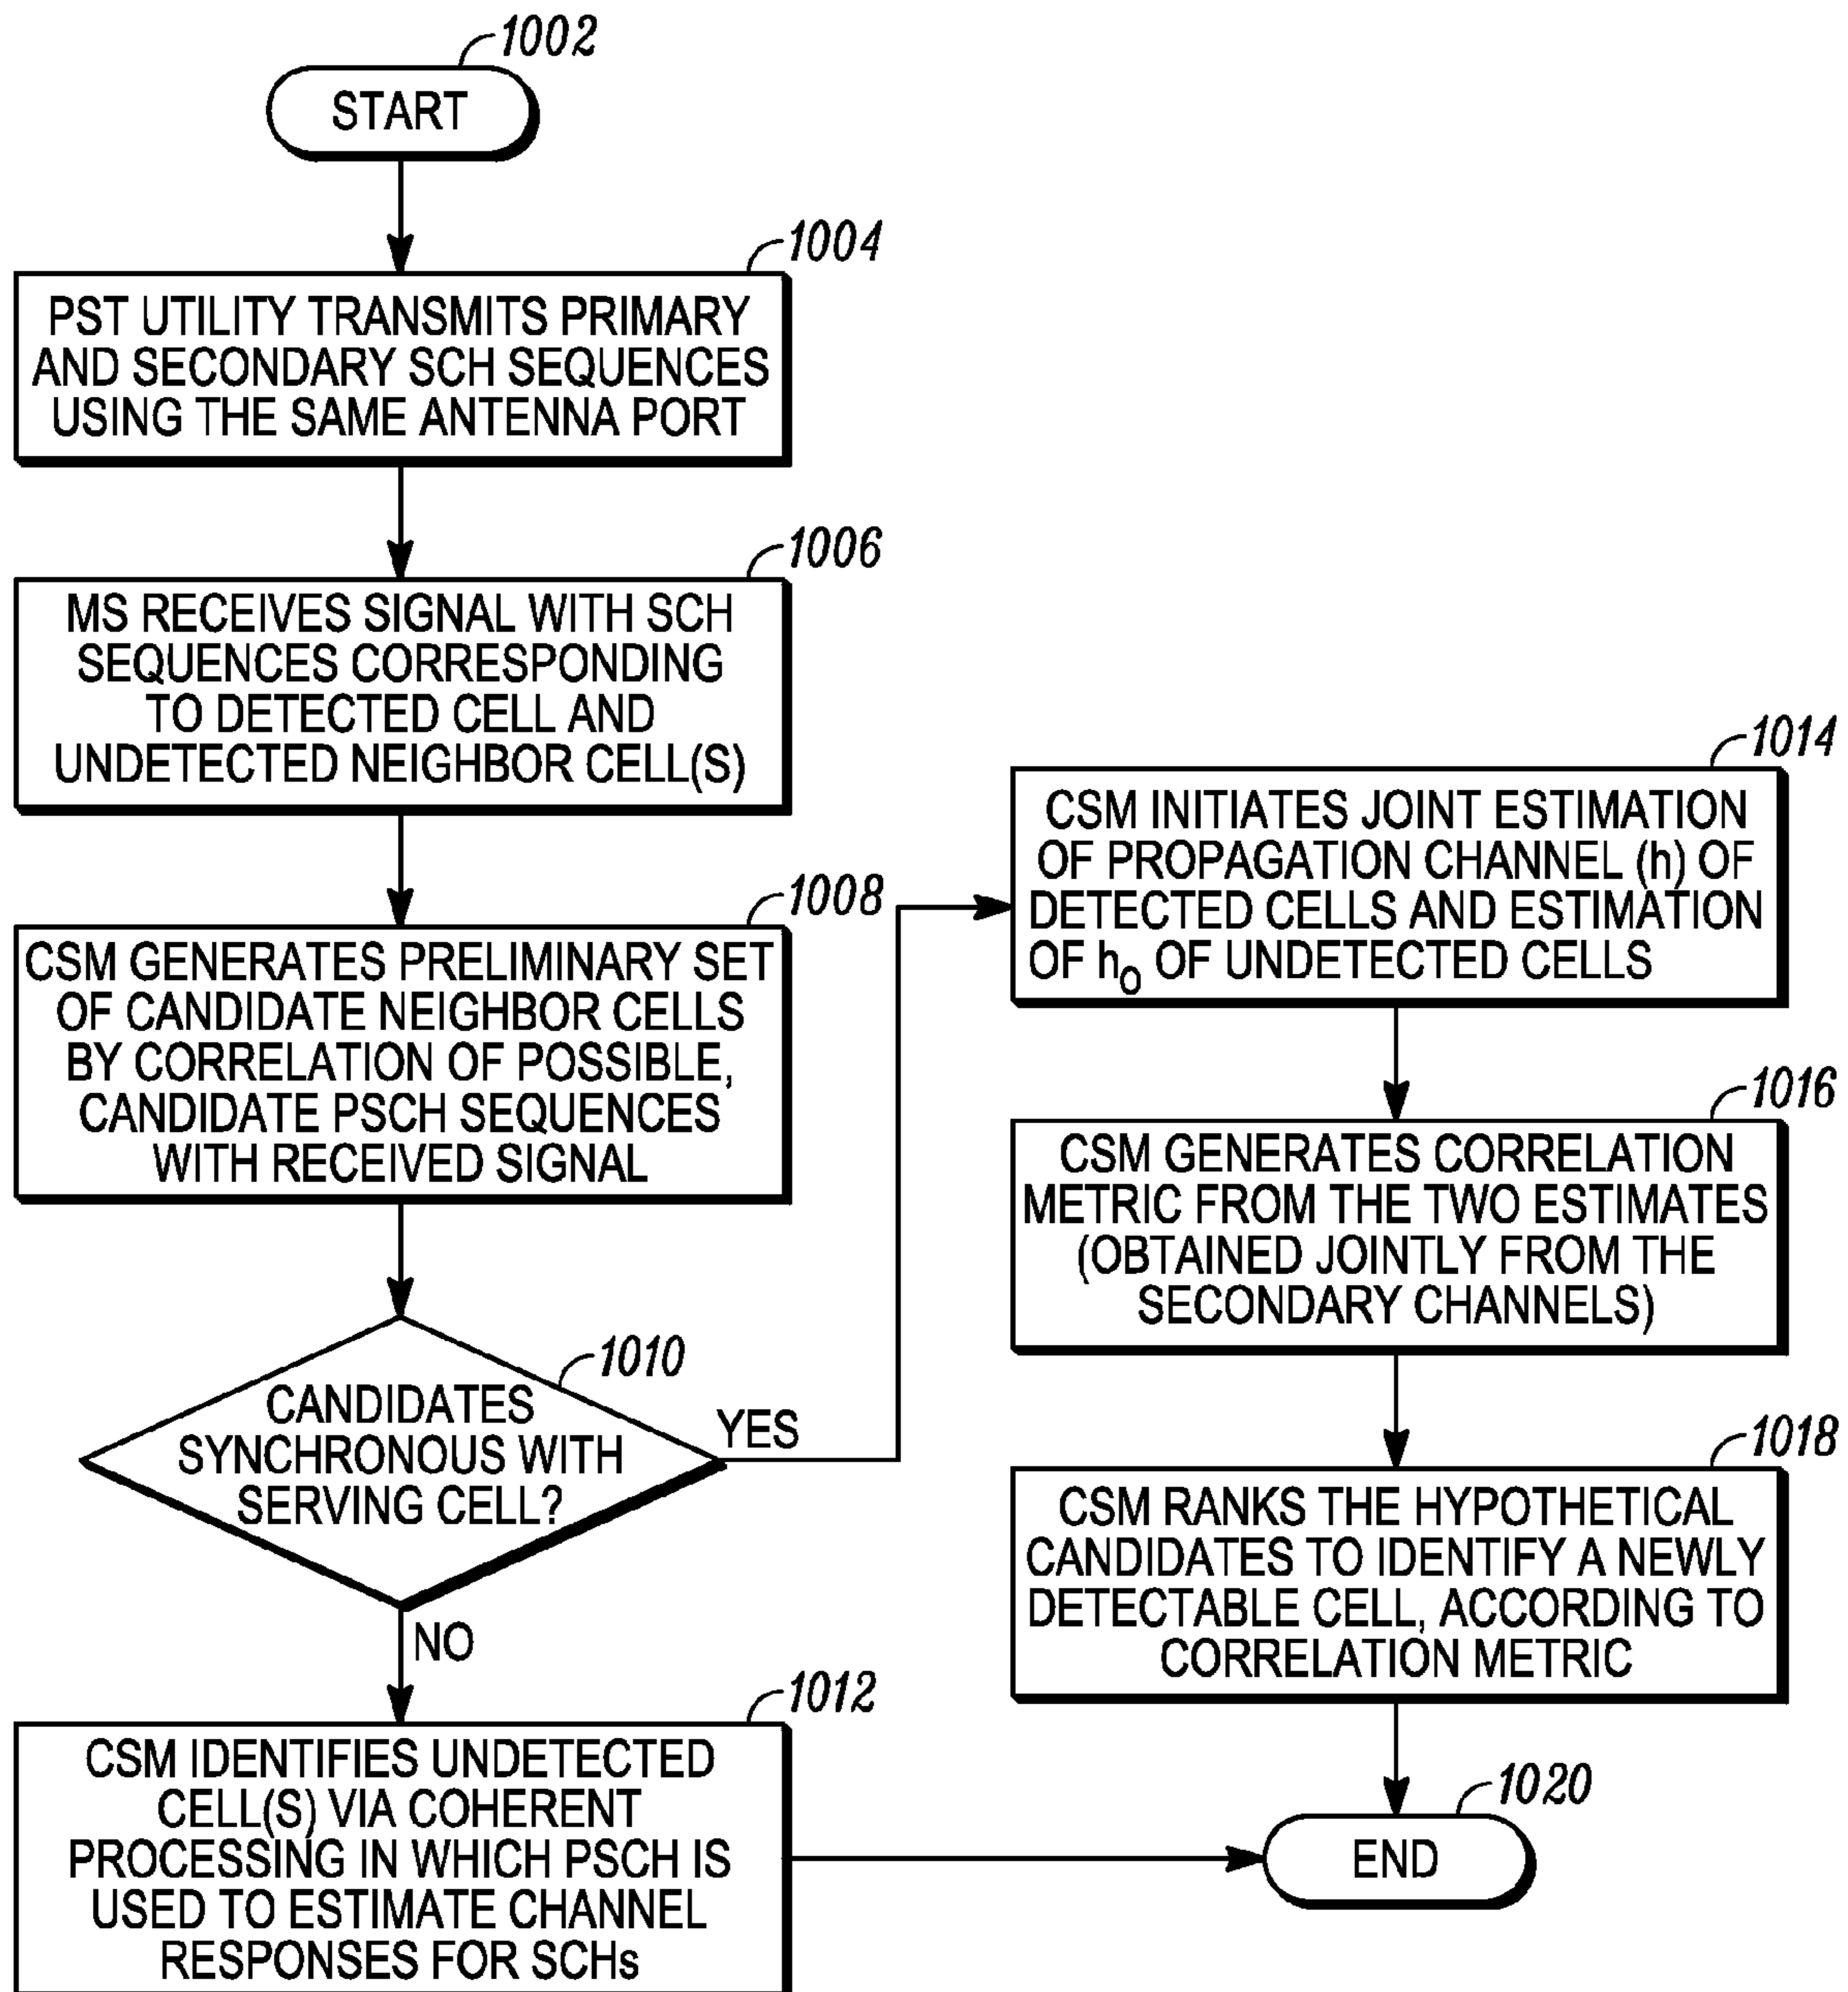 1002
START
1004
PST UTILITY TRANSMITS PRIMARY
AND SECONDARY SCH SEQUENCES
USING THE SAME ANTENNA PORT
1006
MS RECEIVES SIGNAL WITH SCH
SEQUENCES CORRESPONDING
TO DETECTED CELL AND
UNDETECTED NEIGHBOR CELL(S)
1008
CSM GENERATES PRELIMINARY SET
OF CANDIDATE NEIGHBOR CELLS
BY CORRELATION OF POSSIBLE,
CANDIDATE PSCH SEQUENCES
WITH RECEIVED SIGNAL
1010
CANDIDATES
SYNCHRONOUS WITH
SERVING CELL?
YES
NO
1012
CSM IDENTIFIES UNDETECTED
CELL(S) VIA COHERENT
PROCESSING IN WHICH PSCH IS
USED TO ESTIMATE CHANNEL
RESPONSES FOR SCHs
1014
CSM INITIATES JOINT ESTIMATION
OF PROPAGATION CHANNEL (h) OF
DETECTED CELLS AND ESTIMATION
OF h₀ OF UNDETECTED CELLS
1016
CSM GENERATES CORRELATION
METRIC FROM THE TWO ESTIMATES
(OBTAINED JOINTLY FROM THE
SECONDARY CHANNELS)
1018
CSM RANKS THE HYPOTHETICAL
CANDIDATES TO IDENTIFY A NEWLY
DETECTABLE CELL, ACCORDING TO
CORRELATION METRIC
1020
END